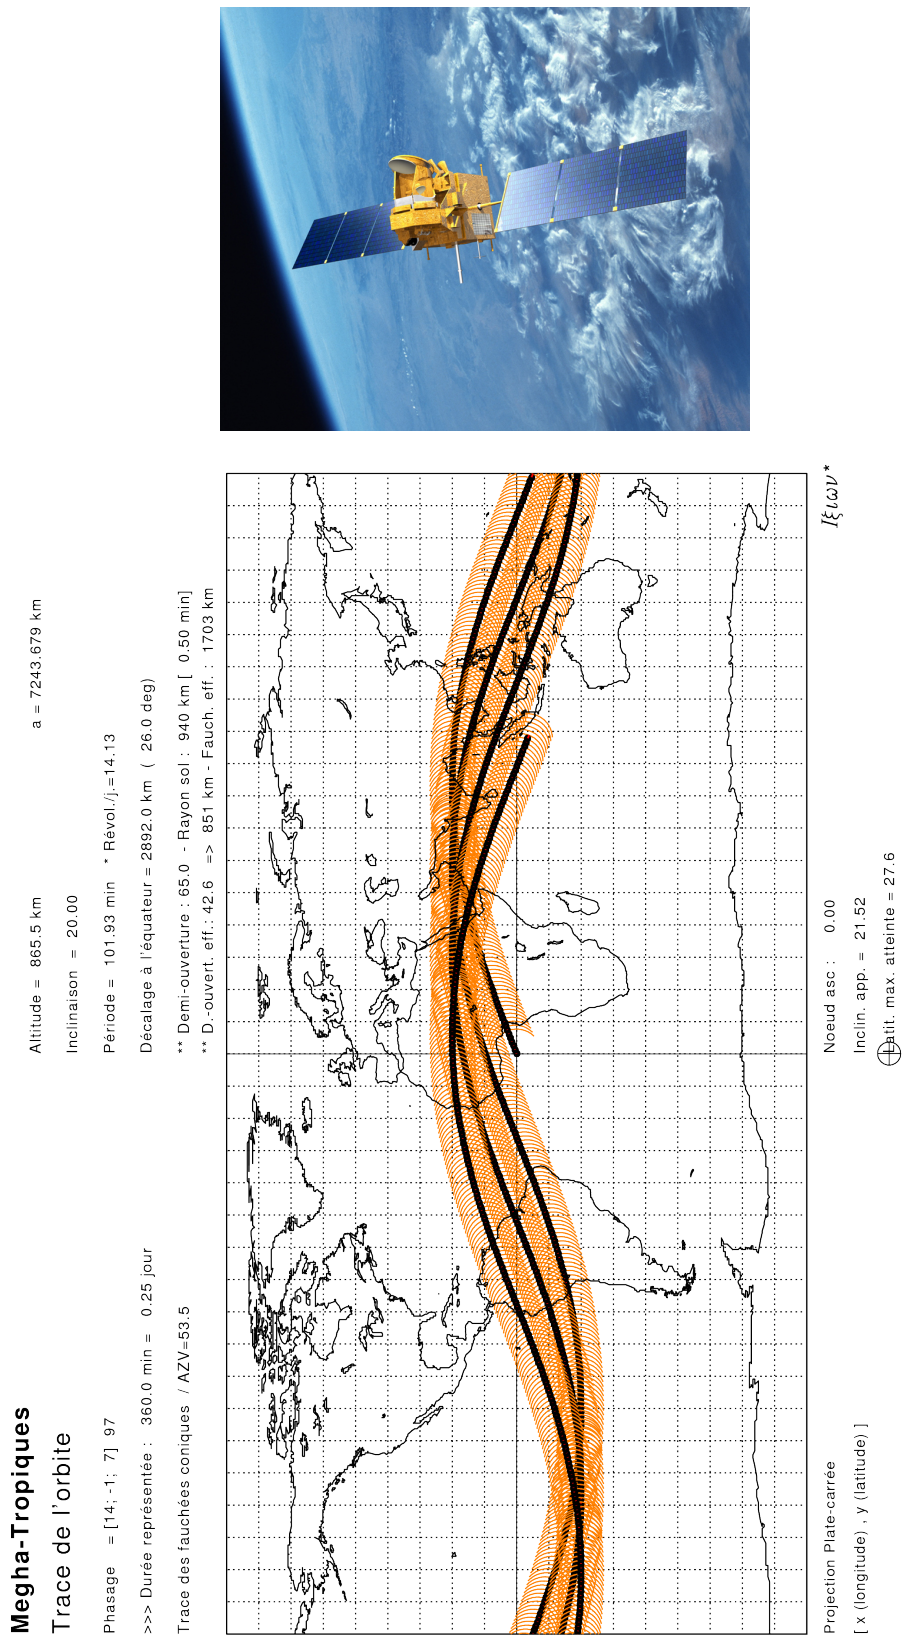 Megha-Tropiques
Trace de l'orbite
Altitude = 865.5 km a = 7243.679 km
Inclinaison = 20.00
Phasage = [14; -1; 7] 97 Période = 101.93 min * Révol./j.=14.13
>>> Durée représentée : 360.0 min = 0.25 jour Décalage à l'équateur = 2892.0 km ( 26.0 deg)
Trace des fauchées coniques / AZV=53.5 ** Demi-ouverture : 65.0 - Rayon sol : 940 km [ 0.50 min]
** D.-ouvert. eff.: 42.6 => 851 km - Fauch. eff. : 1703 km
Projection Plate-carrée Noeud asc : 0.00 Ιξιων*
[ x (longitude) , y (latitude) ] Inclin. app. = 21.52
Latit. max. atteinte = 27.6